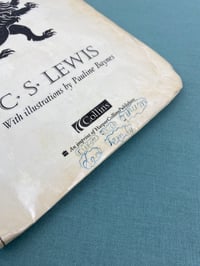 C·S·LEWIS
With illustrations by Pauline Baynes
Collins
An imprint of HarperCollinsPublishers